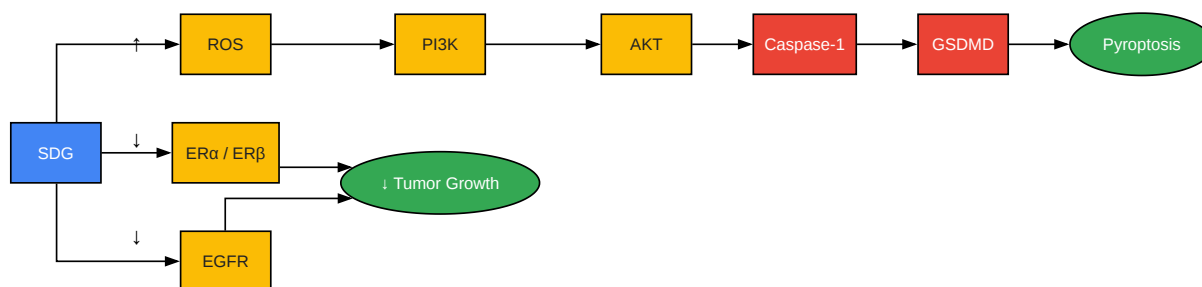 ↑
ROS
PI3K
AKT
Caspase-1
GSDMD
Pyroptosis
SDG
↓
ERα / ERβ
↓ Tumor Growth
↓
EGFR